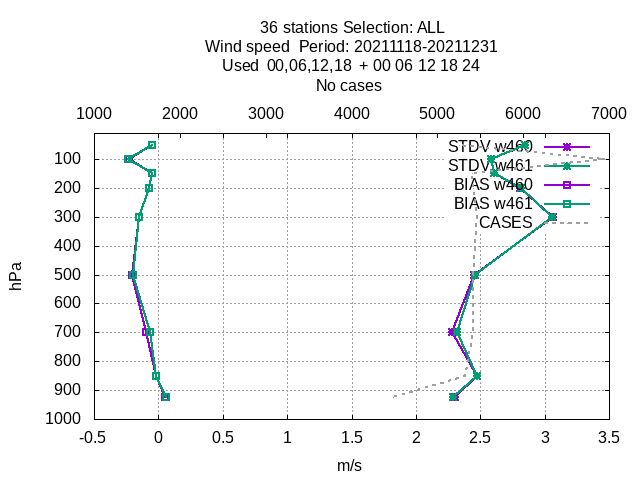 36 stations Selection: ALL
Wind speed  Period: 20211118-20211231
Used  00,06,12,18  + 00 06 12 18 24
No cases
1000 2000 3000 4000 5000 6000 7000
STDV w460
STDV w461
BIAS w460
BIAS w461
CASES
hPa
100
200
300
400
500
600
700
800
900
1000
-0.5 0 0.5 1 1.5 2 2.5 3 3.5
m/s